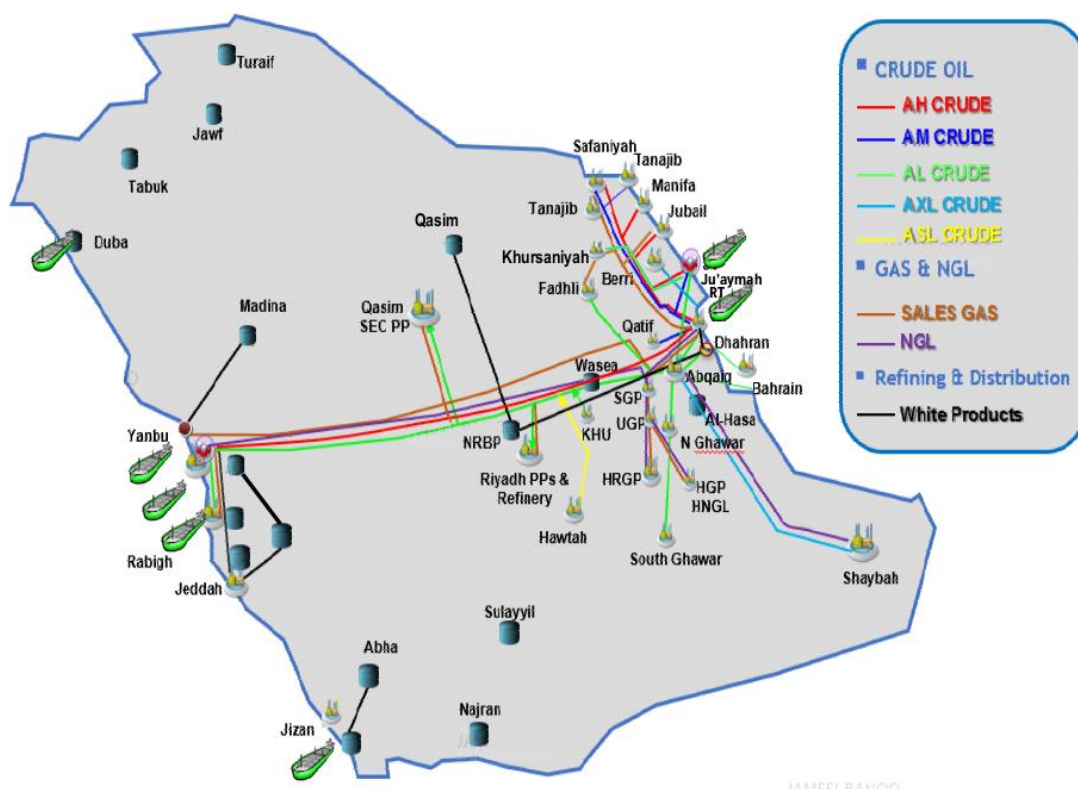 Turaif
Jawf
Tabuk
Duba
Qasim
Madina
Qasim
SEC PP
Safaniyah
Tanajib
Tanajib
Manifa
Jubail
Khursaniyah
Berri
Fadhli
Ju'aymah
RT
Qatif
Dhahran
Wasea
Abqaiq
Bahrain
SGP
Al-Hasa
UGP
N Ghawar
KHU
NRBP
Yanbu
Riyadh PPs &
Refinery
HRGP
HGP
HNGL
Hawtah
South Ghawar
Shaybah
Rabigh
Jeddah
Sulayyil
Abha
Najran
Jizan
CRUDE OIL
AH CRUDE
AM CRUDE
AL CRUDE
AXL CRUDE
ASL CRUDE
GAS & NGL
SALES GAS
NGL
Refining & Distribution
White Products